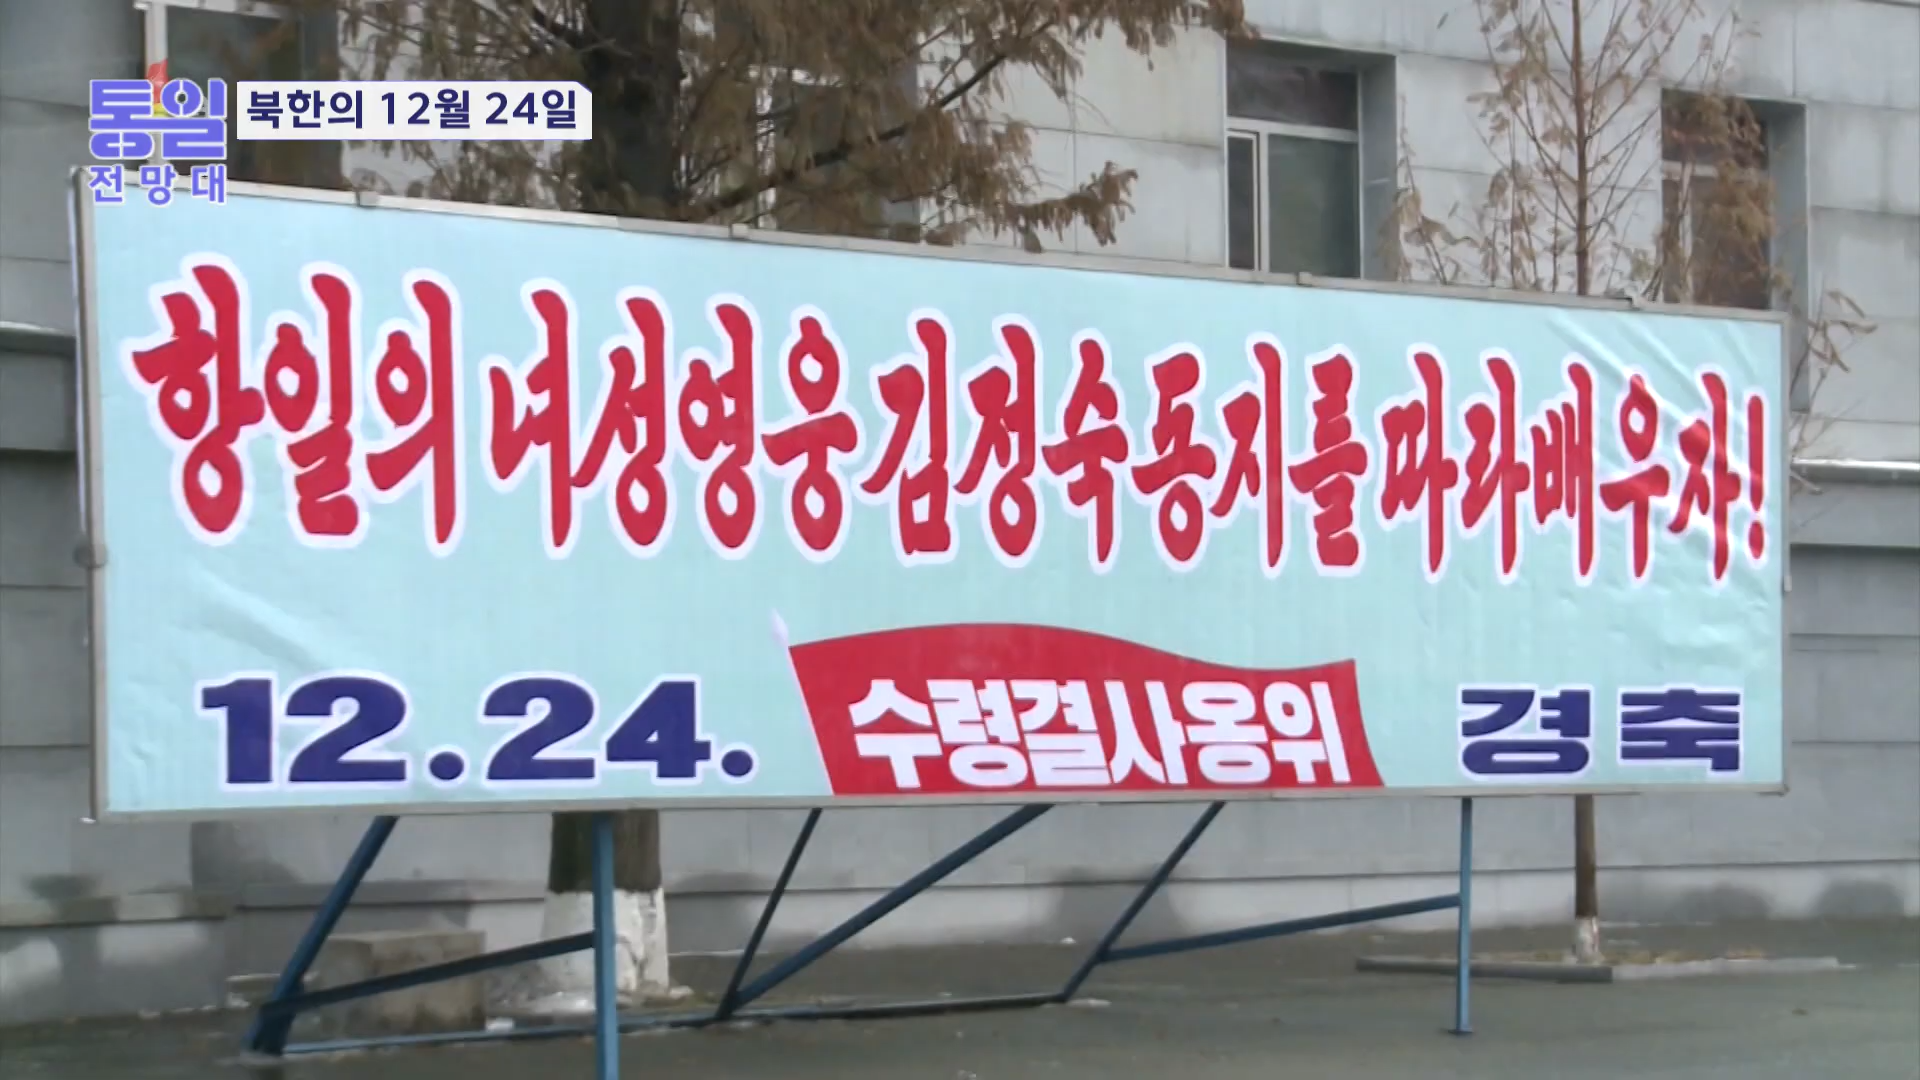 통일
전망대
북한의 12월 24일
항일의 녀성영웅 김정숙동지를 따라배우자!
12.24.
수령결사옹위
경축